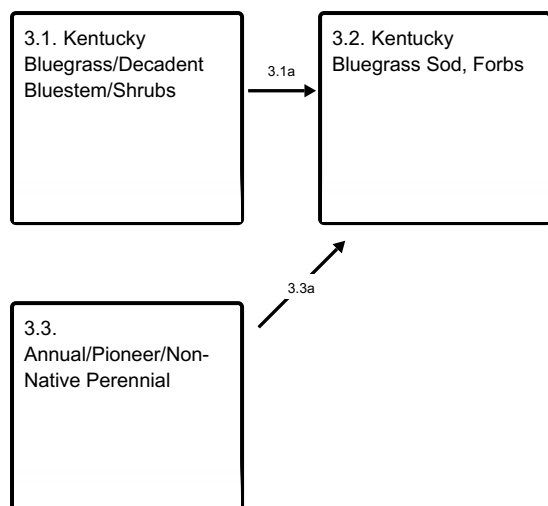 3.1. Kentucky
Bluegrass/Decadent
Bluestem/Shrubs
3.1a
3.2. Kentucky
Bluegrass Sod, Forbs
3.3a
3.3.
Annual/Pioneer/Non-
Native Perennial